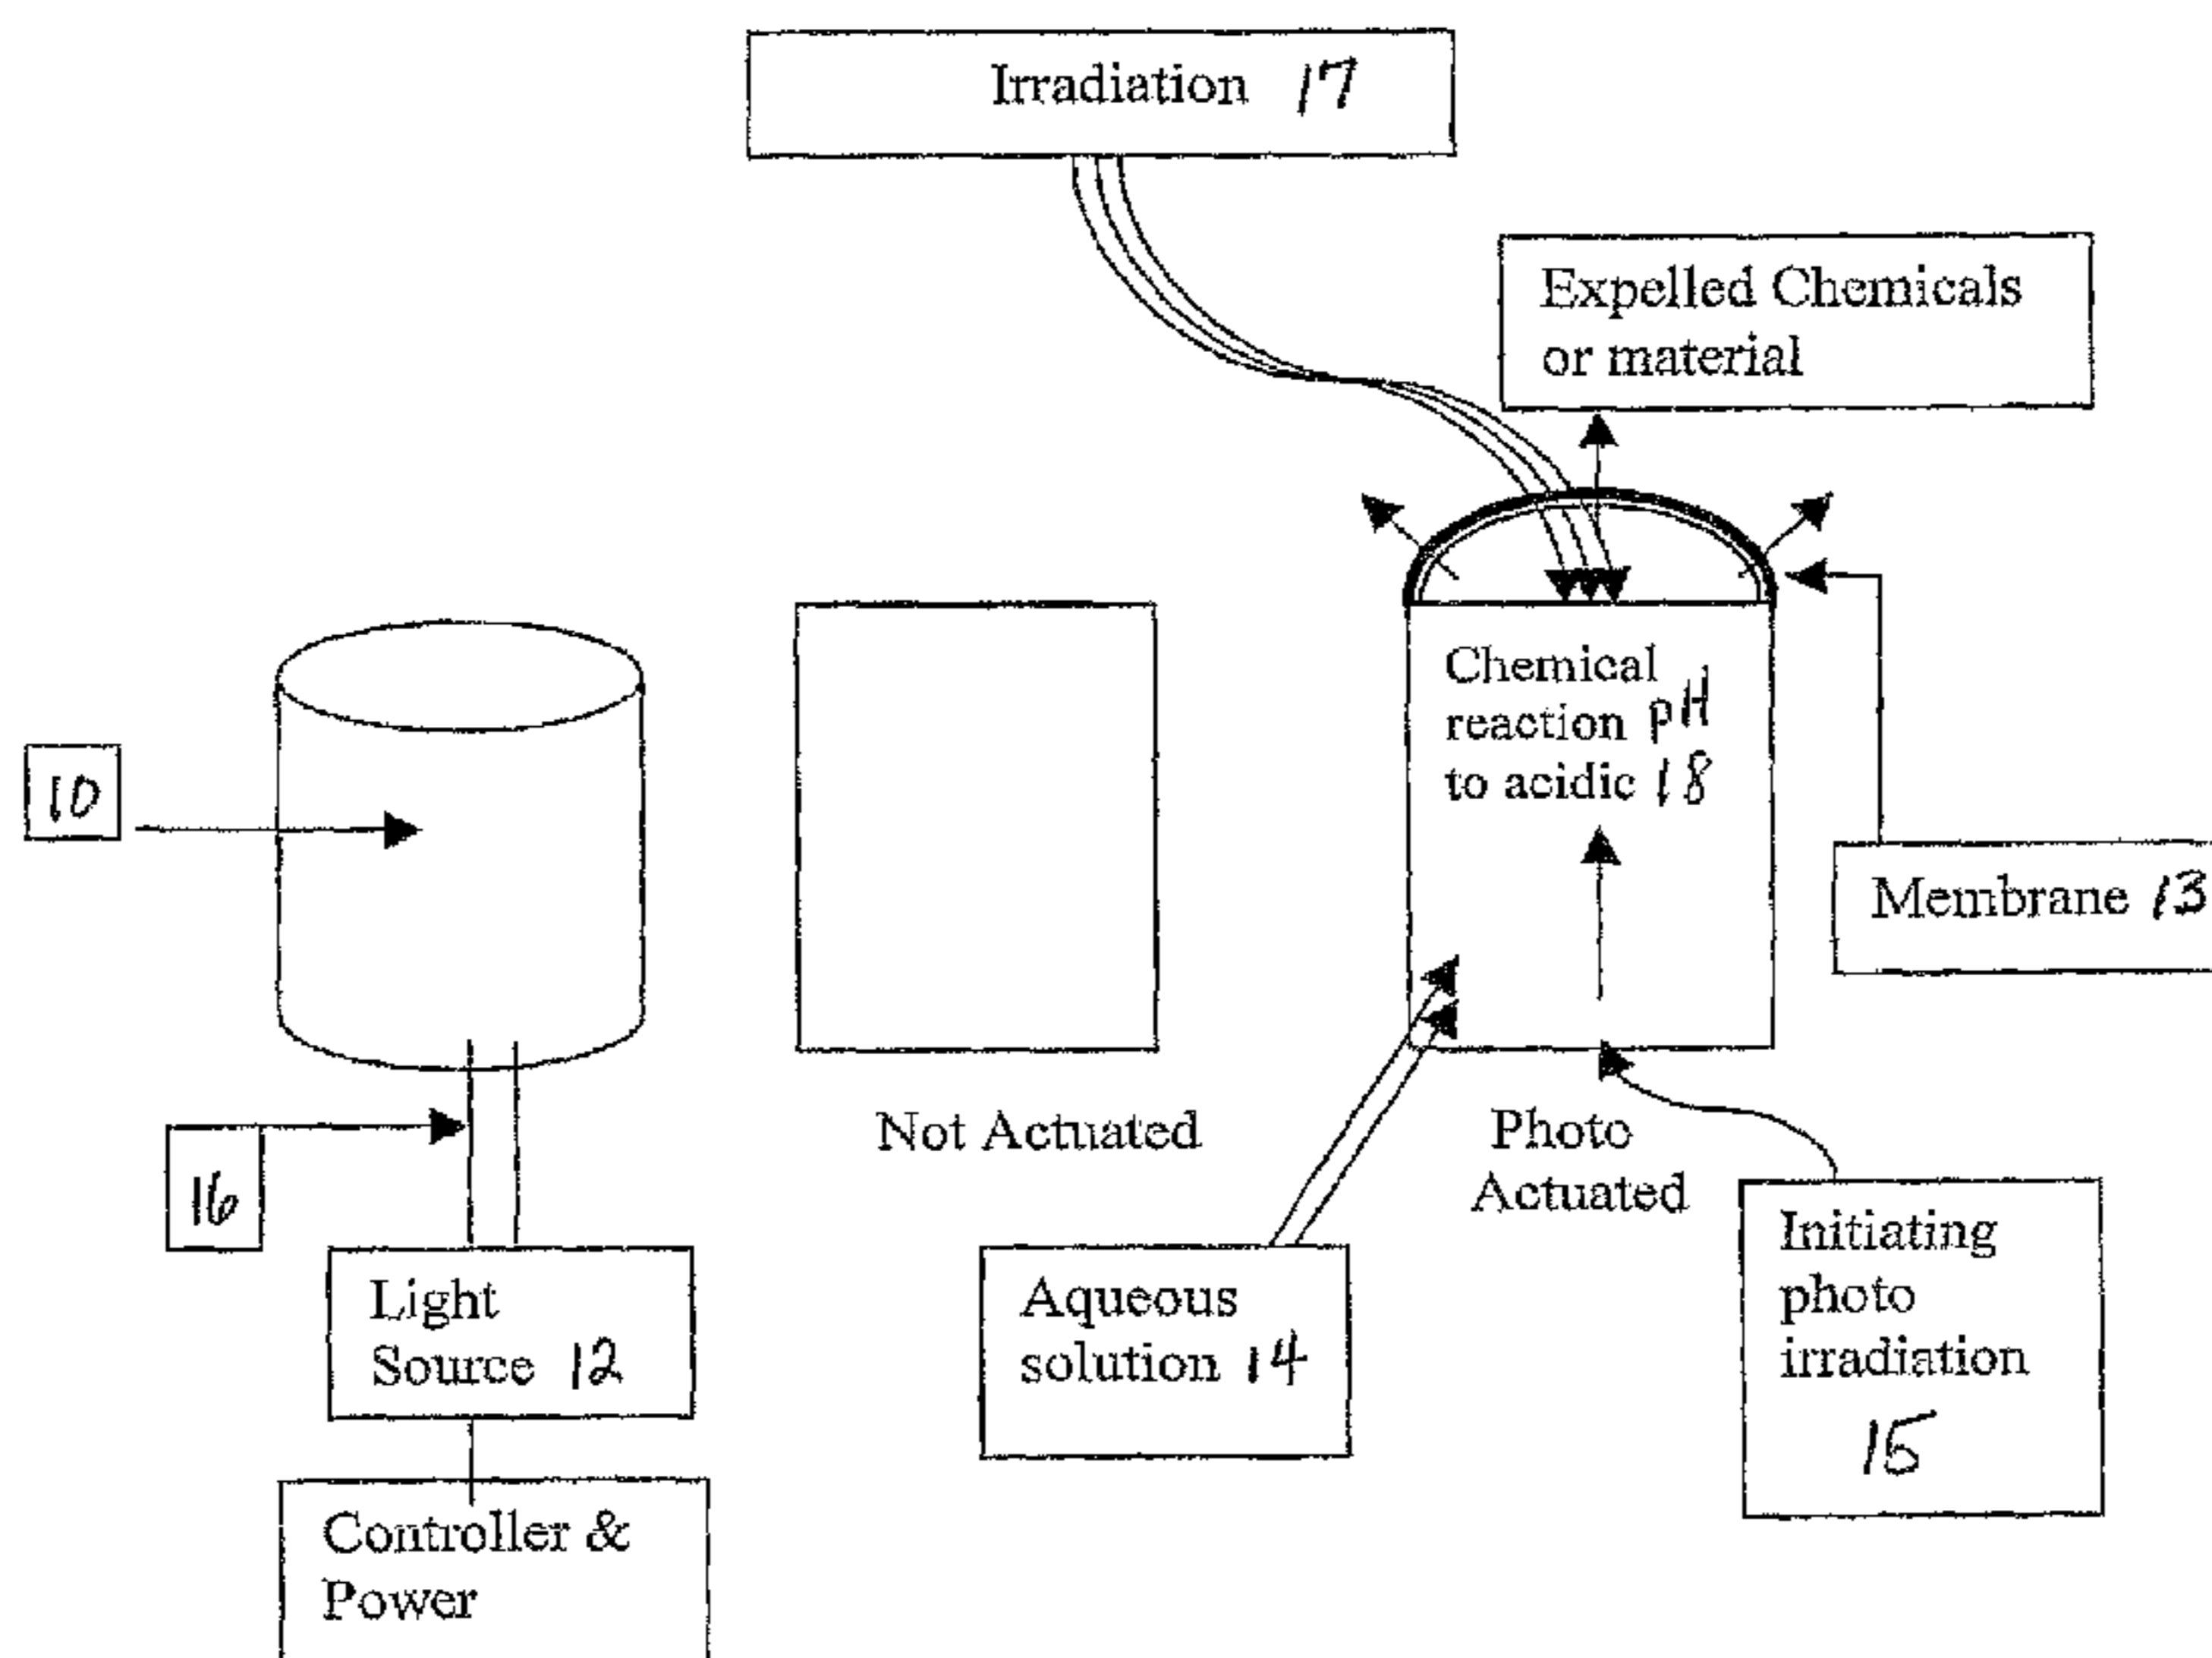 Irradiation 17
Expelled Chemicals
or material
Chemical
reaction pH
to acidic 18
10
Membrane 13
Not Actuated
Photo
Actuated
16
Light
Source 12
Aqueous
solution 14
Initiating
photo
irradiation
15
Controller &
Power